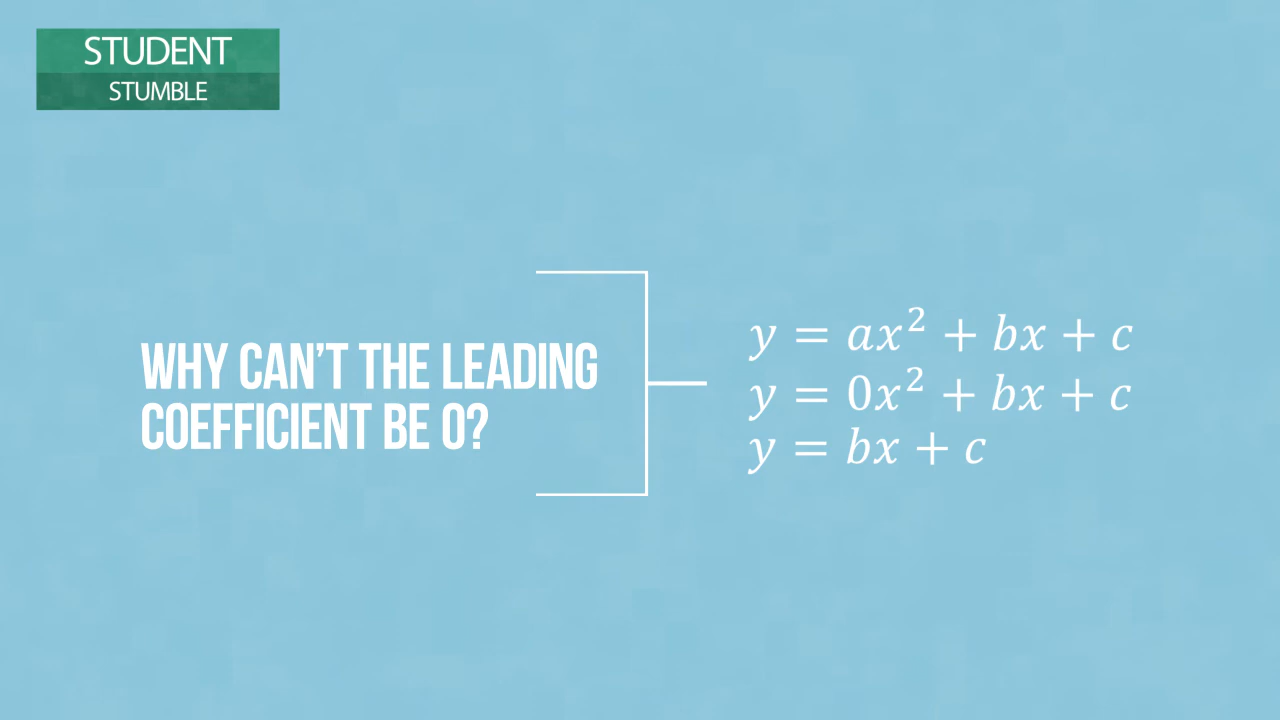 STUDENT
STUMBLE
WHY CAN'T THE LEADING
COEFFICIENT BE 0?
y = ax² + bx + c
y = 0x² + bx + c
y = bx + c